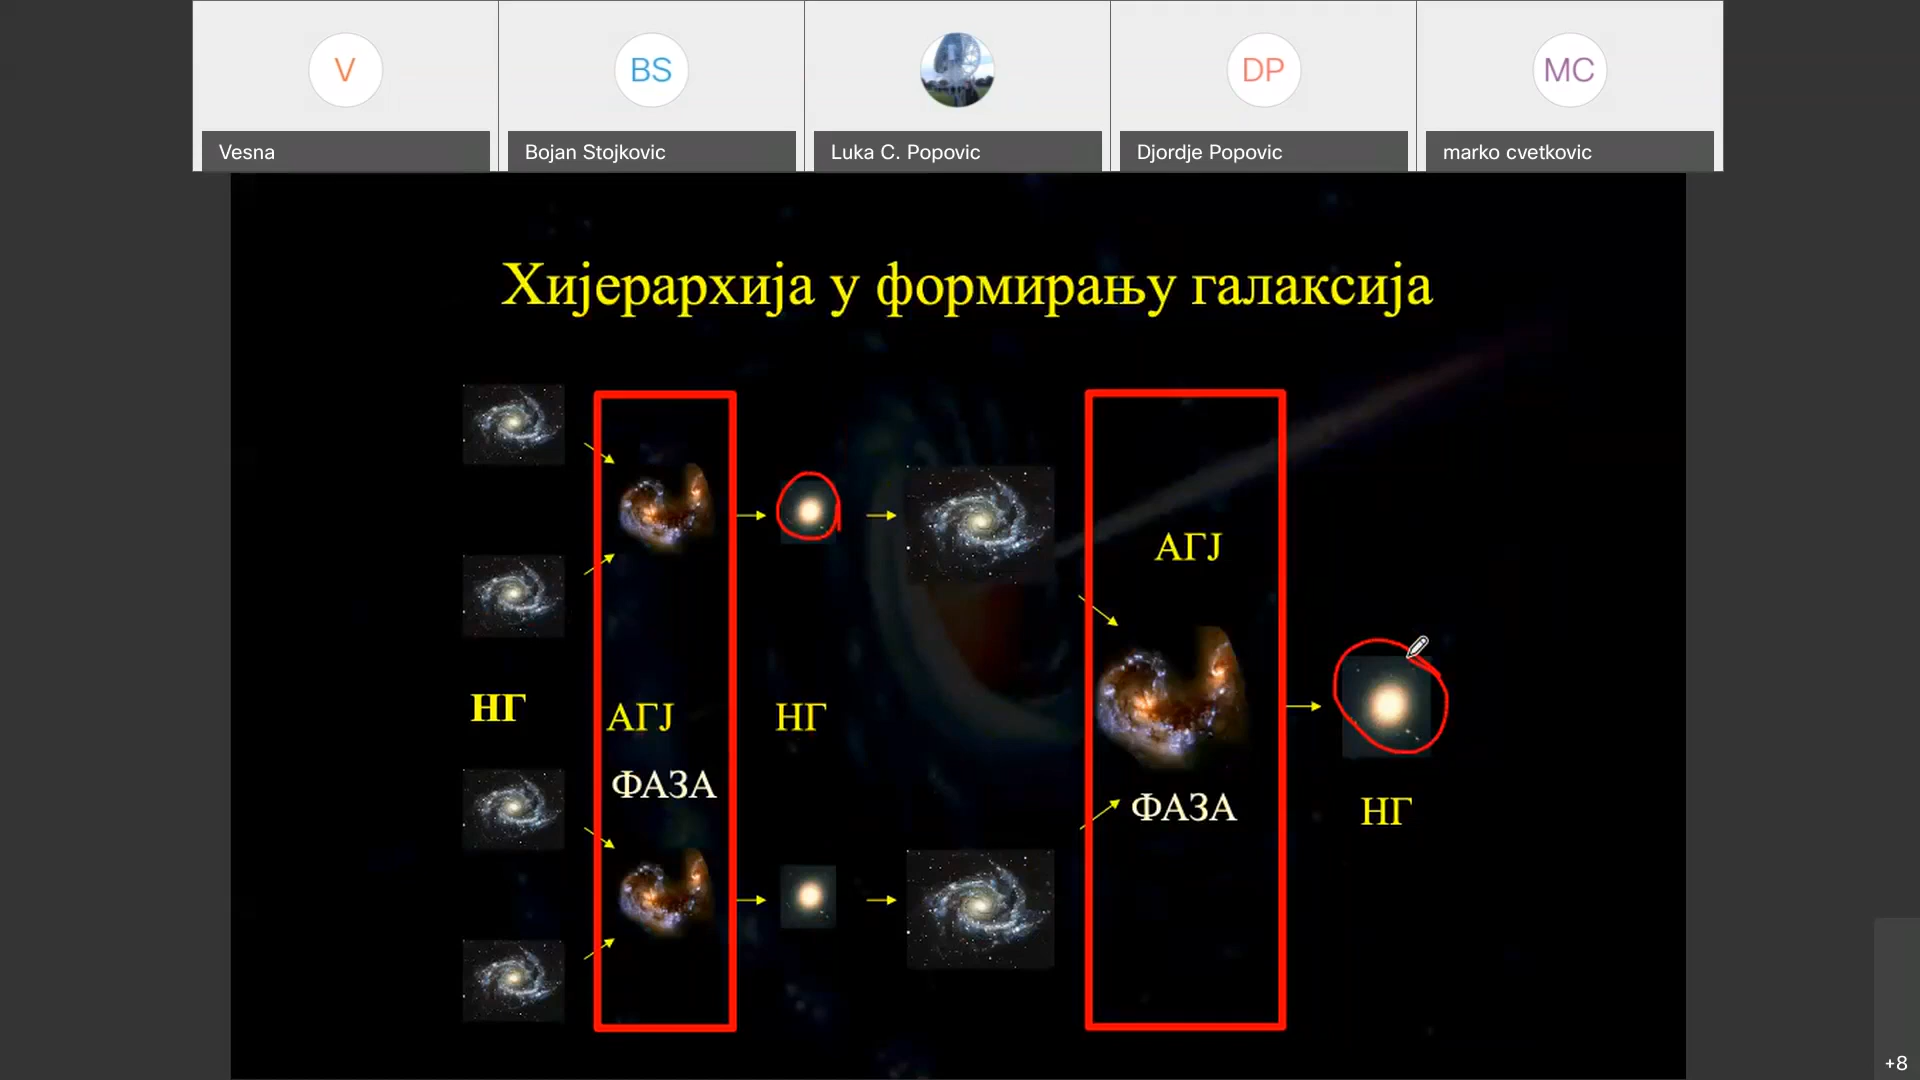 V
BS
DP
MC
Vesna
Bojan Stojkovic
Luka C. Popovic
Djordje Popovic
marko cvetkovic
Хијерархија у формирању галаксија
АГЈ
НГ
АГЈ
НГ
ФАЗА
ФАЗА
НГ
+8